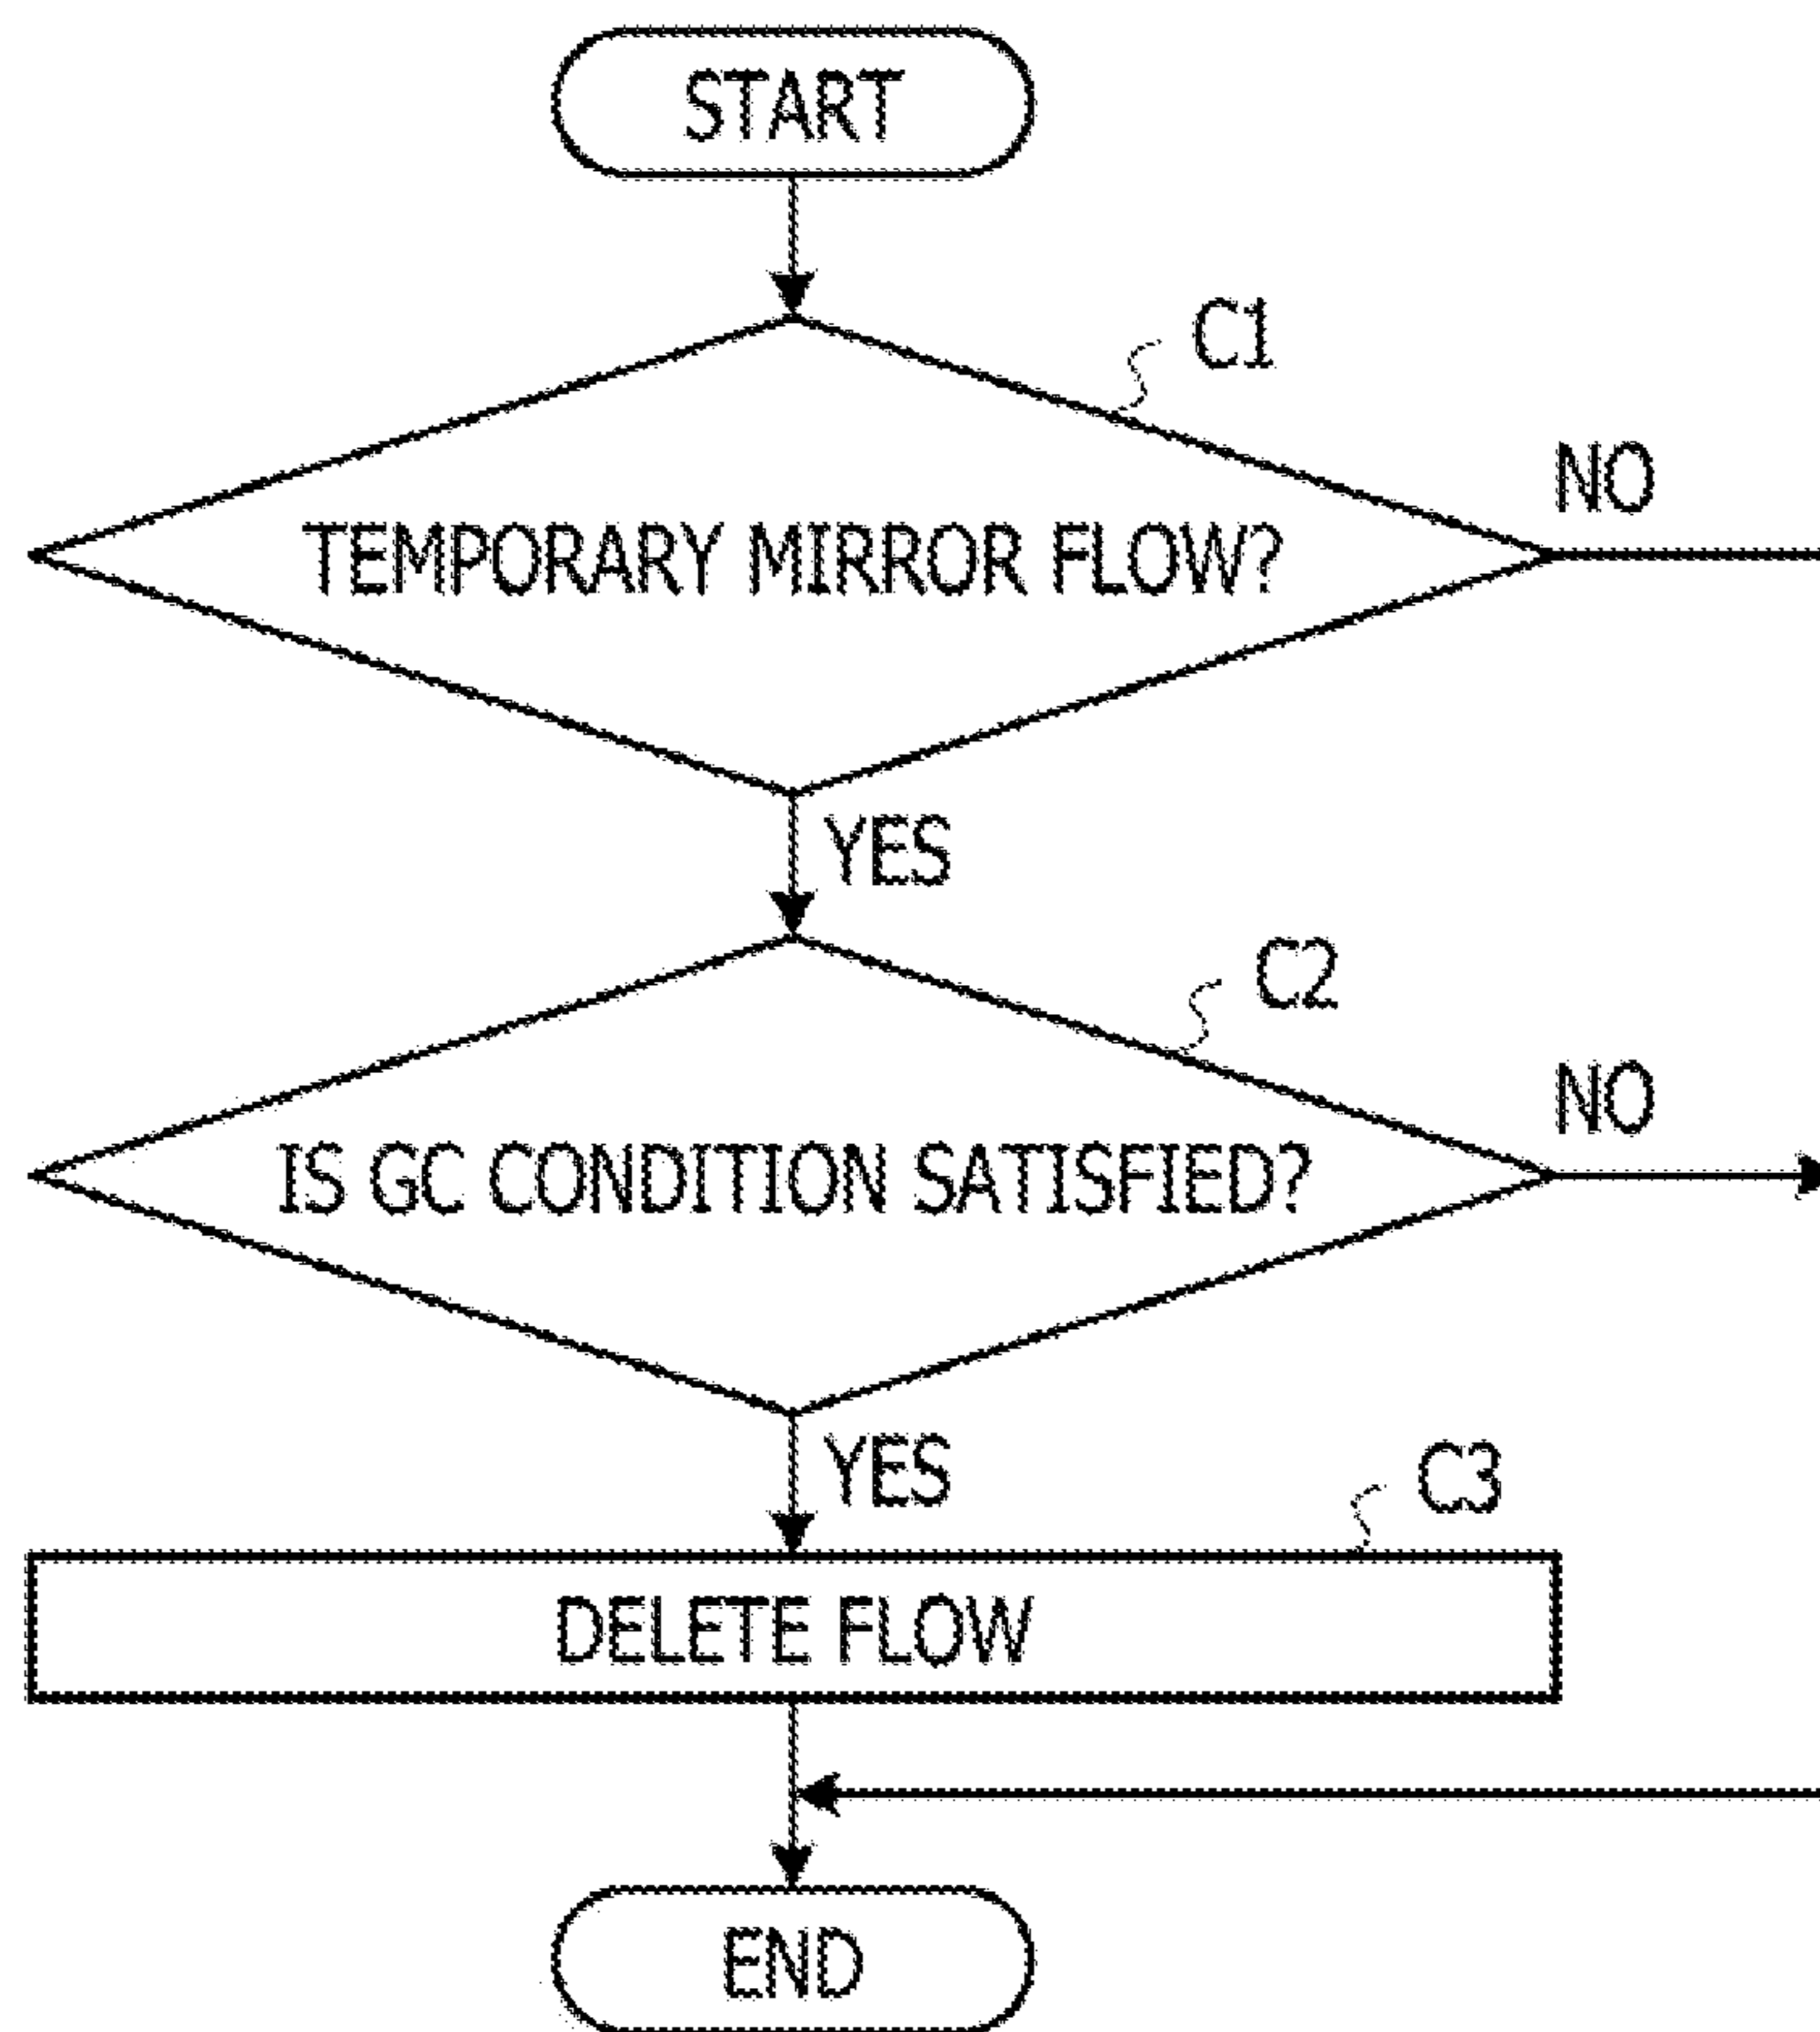 START
C1
NO
TEMPORARY MIRROR FLOW?
YES
C2
NO
IS GC CONDITION SATISFIED?
YES
C3
DELETE FLOW
END